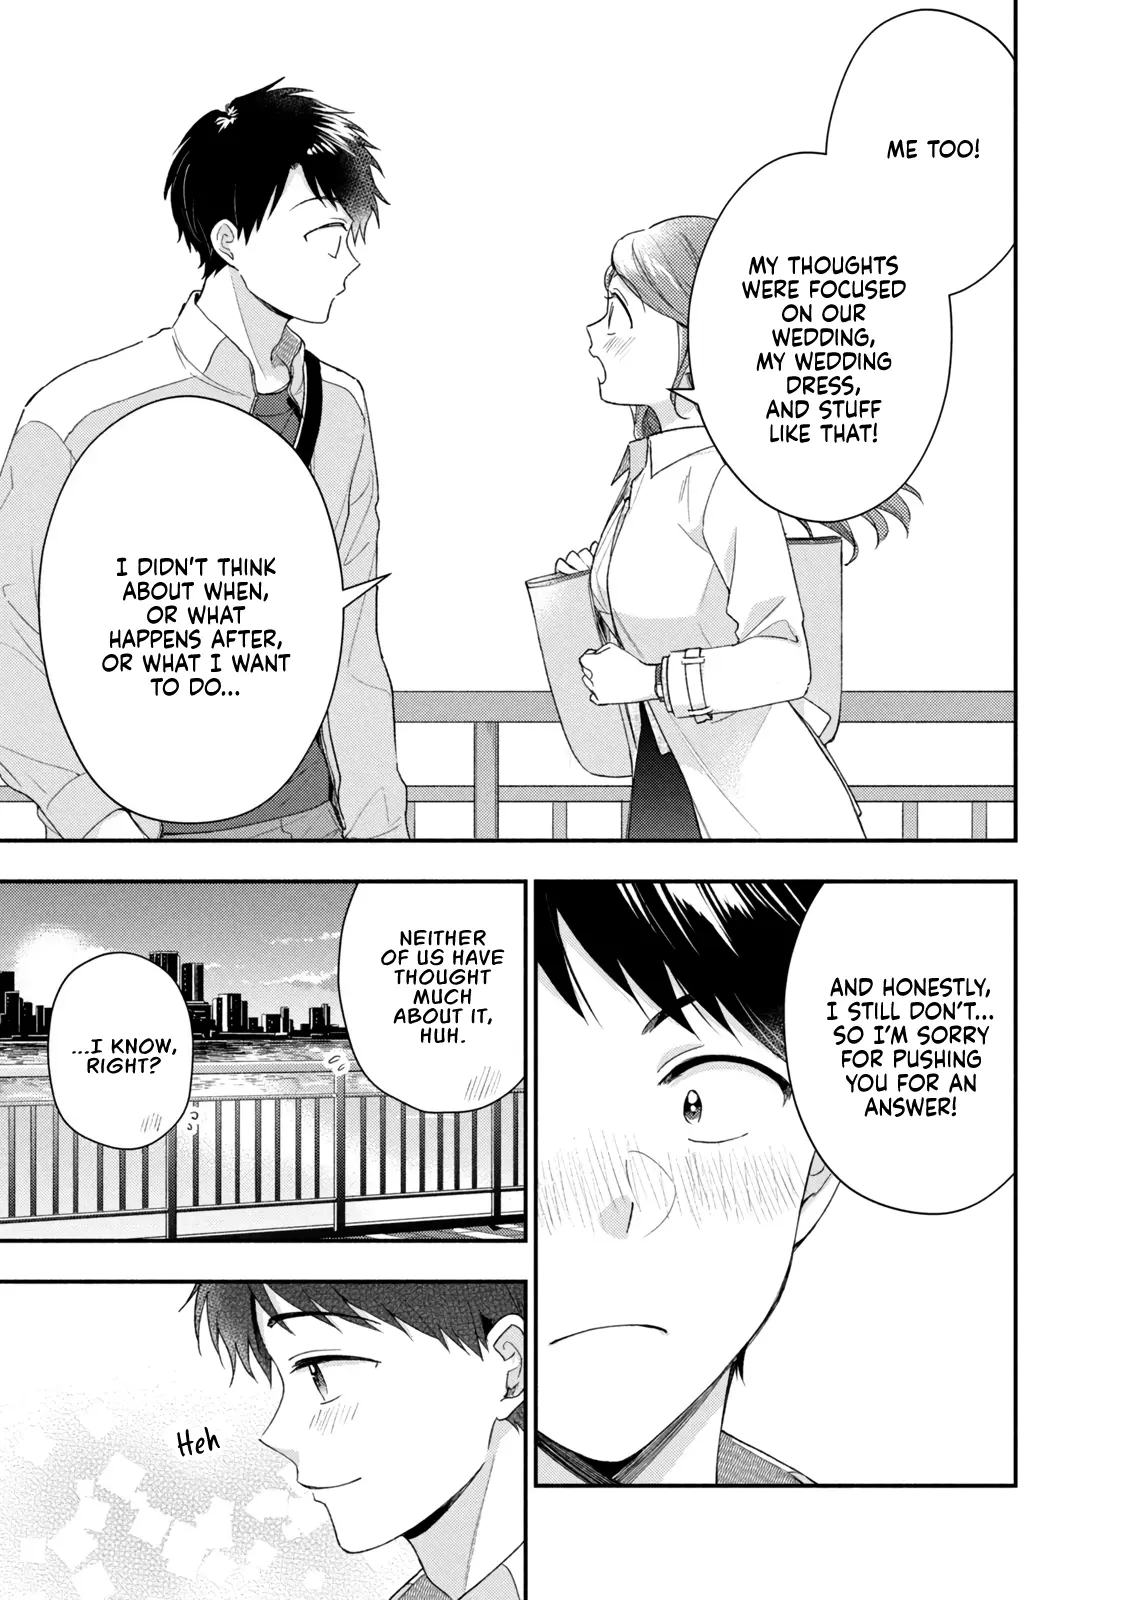 ME TOO!
MY THOUGHTS
WERE FOCUSED
ON OUR
WEDDING,
MY WEDDING
DRESS,
AND STUFF
LIKE THAT!
I DIDN'T THINK
ABOUT WHEN,
OR WHAT
HAPPENS AFTER,
OR WHAT I WANT
TO DO...
AND HONESTLY,
I STILL DON'T...
SO I'M SORRY
FOR PUSHING
YOU FOR AN
ANSWER!
NEITHER
OF US HAVE
THOUGHT
MUCH
ABOUT IT,
HUH.
...I KNOW,
RIGHT?
Heh